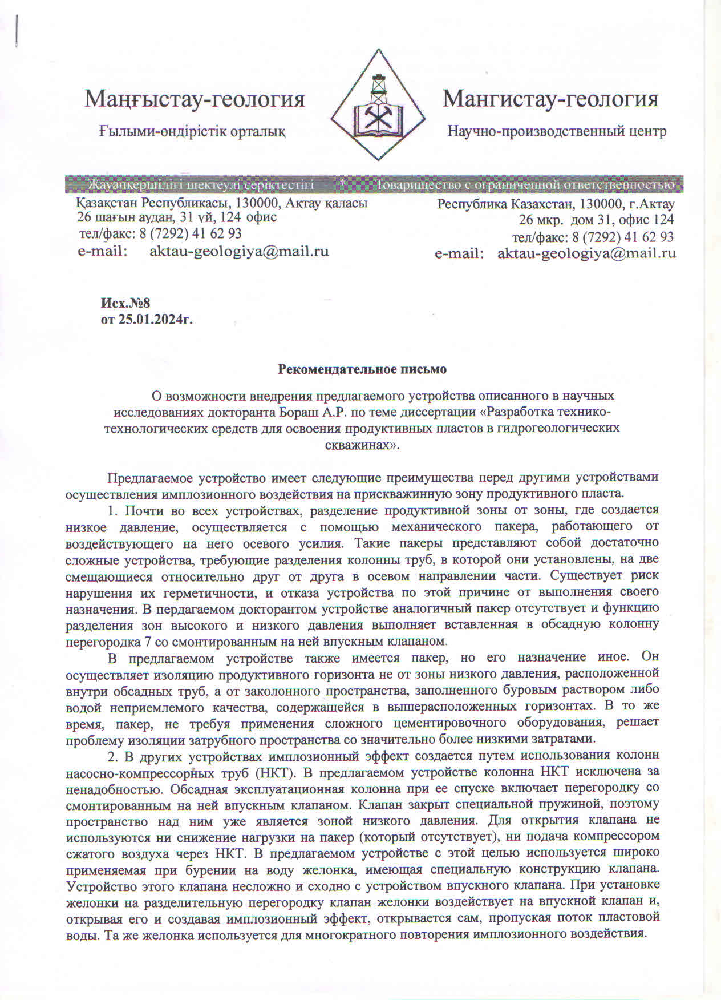 Маңғыстау-геология
Ғылыми-өндірістік орталық
Мангистау-геология
Научно-производственный центр
Жауапкершілігі шектеулі серіктестігі * Товарищество с ограниченной ответственностью
Қазақстан Республикасы, 130000, Ақтау қаласы
26 шағын аудан, 31 үй, 124 офис
тел/факс: 8 (7292) 41 62 93
e-mail: aktau-geologiya@mail.ru
Республика Казахстан, 130000, г.Актау
26 мкр. дом 31, офис 124
тел/факс: 8 (7292) 41 62 93
e-mail: aktau-geologiya@mail.ru
Исх.№8
от 25.01.2024г.
Рекомендательное письмо
О возможности внедрения предлагаемого устройства описанного в научных
исследованиях докторанта Бораш А.Р. по теме диссертации «Разработка технико-
технологических средств для освоения продуктивных пластов в гидрогеологических
скважинах».
Предлагаемое устройство имеет следующие преимущества перед другими устройствами
осуществления имплозионного воздействия на прискважинную зону продуктивного пласта.
1. Почти во всех устройствах, разделение продуктивной зоны от зоны, где создается
низкое давление, осуществляется с помощью механического пакера, работающего от
воздействующего на него осевого усилия. Такие пакеры представляют собой достаточно
сложные устройства, требующие разделения колонны труб, в которой они установлены, на две
смещающиеся относительно друг от друга в осевом направлении части. Существует риск
нарушения их герметичности, и отказа устройства по этой причине от выполнения своего
назначения. В пердагаемом докторантом устройстве аналогичный пакер отсутствует и функцию
разделения зон высокого и низкого давления выполняет вставленная в обсадную колонну
перегородка 7 со смонтированным на ней впускным клапаном.
В предлагаемом устройстве также имеется пакер, но его назначение иное. Он
осуществляет изоляцию продуктивного горизонта не от зоны низкого давления, расположенной
внутри обсадных труб, а от заколонного пространства, заполненного буровым раствором либо
водой неприемлемого качества, содержащейся в вышерасположенных горизонтах. В то же
время, пакер, не требуя применения сложного цементировочного оборудования, решает
проблему изоляции затрубного пространства со значительно более низкими затратами.
2. В других устройствах имплозионный эффект создается путем использования колонн
насосно-компрессорных труб (НКТ). В предлагаемом устройстве колонна НКТ исключена за
ненадобностью. Обсадная эксплуатационная колонна при ее спуске включает перегородку со
смонтированным на ней впускным клапаном. Клапан закрыт специальной пружиной, поэтому
пространство над ним уже является зоной низкого давления. Для открытия клапана не
используются ни снижение нагрузки на пакер (который отсутствует), ни подача компрессором
сжатого воздуха через НКТ. В предлагаемом устройстве с этой целью используется широко
применяемая при бурении на воду желонка, имеющая специальную конструкцию клапана.
Устройство этого клапана несложно и сходно с устройством впускного клапана. При установке
желонки на разделительную перегородку клапан желонки воздействует на впускной клапан и,
открывая его и создавая имплозионный эффект, открывается сам, пропуская поток пластовой
воды. Та же желонка используется для многократного повторения имплозионного воздействия.